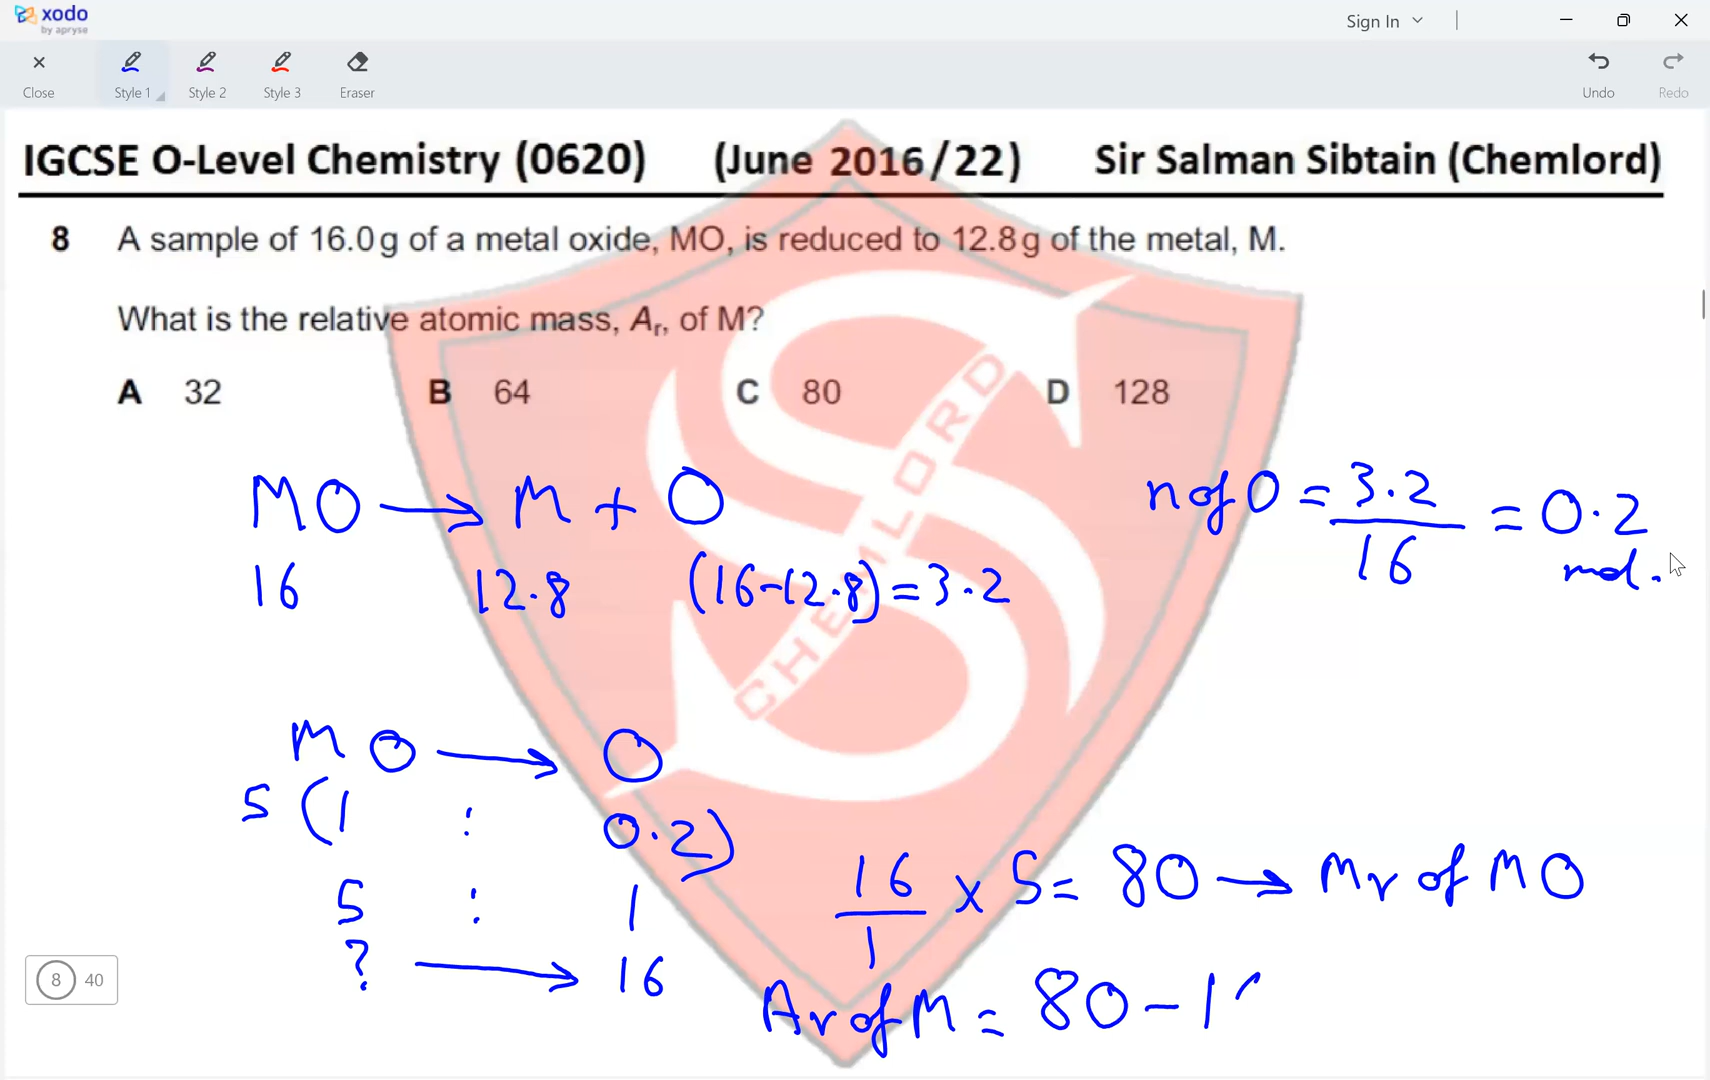 xodo
by apryse
Sign In
Close
Style 1
Style 2
Style 3
Eraser
Undo
Redo
IGCSE O-Level Chemistry (0620) (June 2016/22) Sir Salman Sibtain (Chemlord)
8 A sample of 16.0 g of a metal oxide, MO, is reduced to 12.8 g of the metal, M.
What is the relative atomic mass, Ar, of M?
A 32 B 64 C 80 D 128
CHEMLORD
MO → M + O
n of O = 3.2/16 = 0.2 mol.
16 12.8 (16-12.8) = 3.2
MO → O
5 (1 : 0.2)
5 : 1
16/1 x 5 = 80 → Mr of MO
? → 16
Ar of M = 80 - 1
8 40